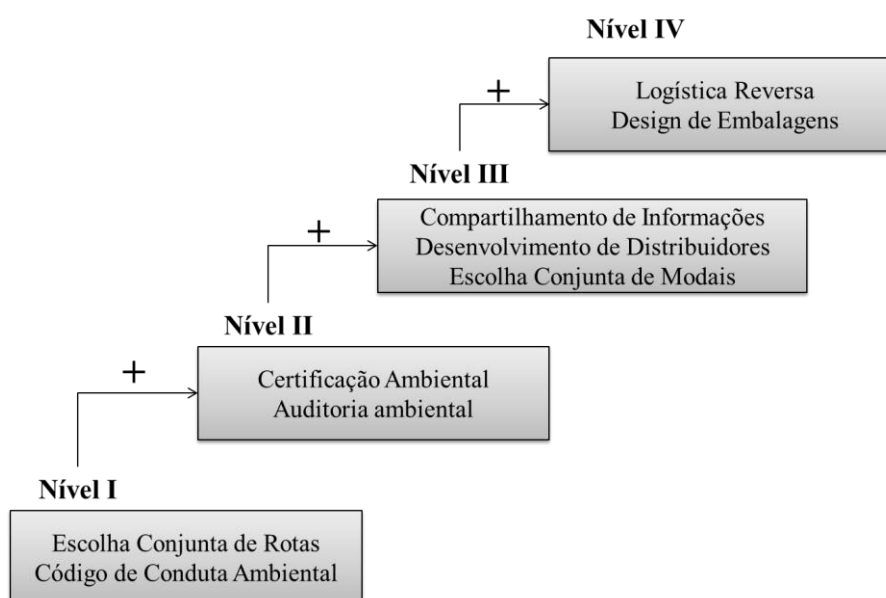 Nível IV
+
Logística Reversa
Design de Embalagens
Nível III
+
Compartilhamento de Informações
Desenvolvimento de Distribuidores
Escolha Conjunta de Modais
Nível II
+
Certificação Ambiental
Auditoria ambiental
Nível I
Escolha Conjunta de Rotas
Código de Conduta Ambiental